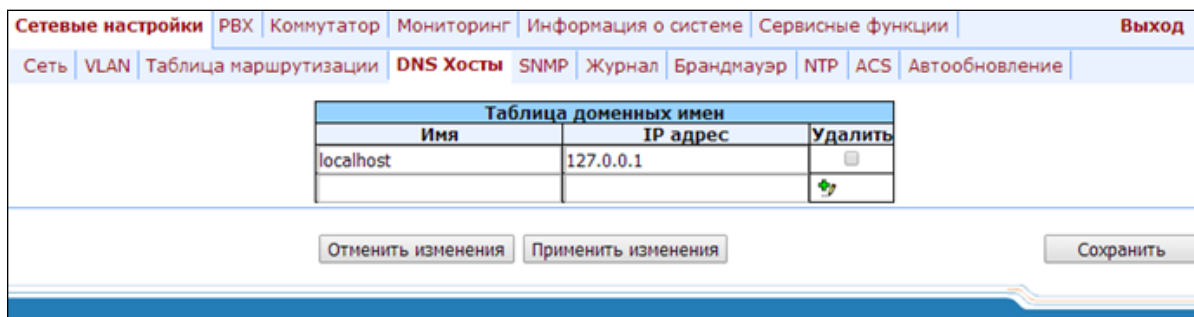 Сетевые настройки PBX Коммутатор Мониторинг Информация о системе Сервисные функции Выход
Сеть VLAN Таблица маршрутизации DNS Хосты SNMP Журнал Брандмауэр NTP ACS Автообновление
Таблица доменных имен
Имя IP адрес Удалить
localhost 127.0.0.1
Отменить изменения Применить изменения Сохранить